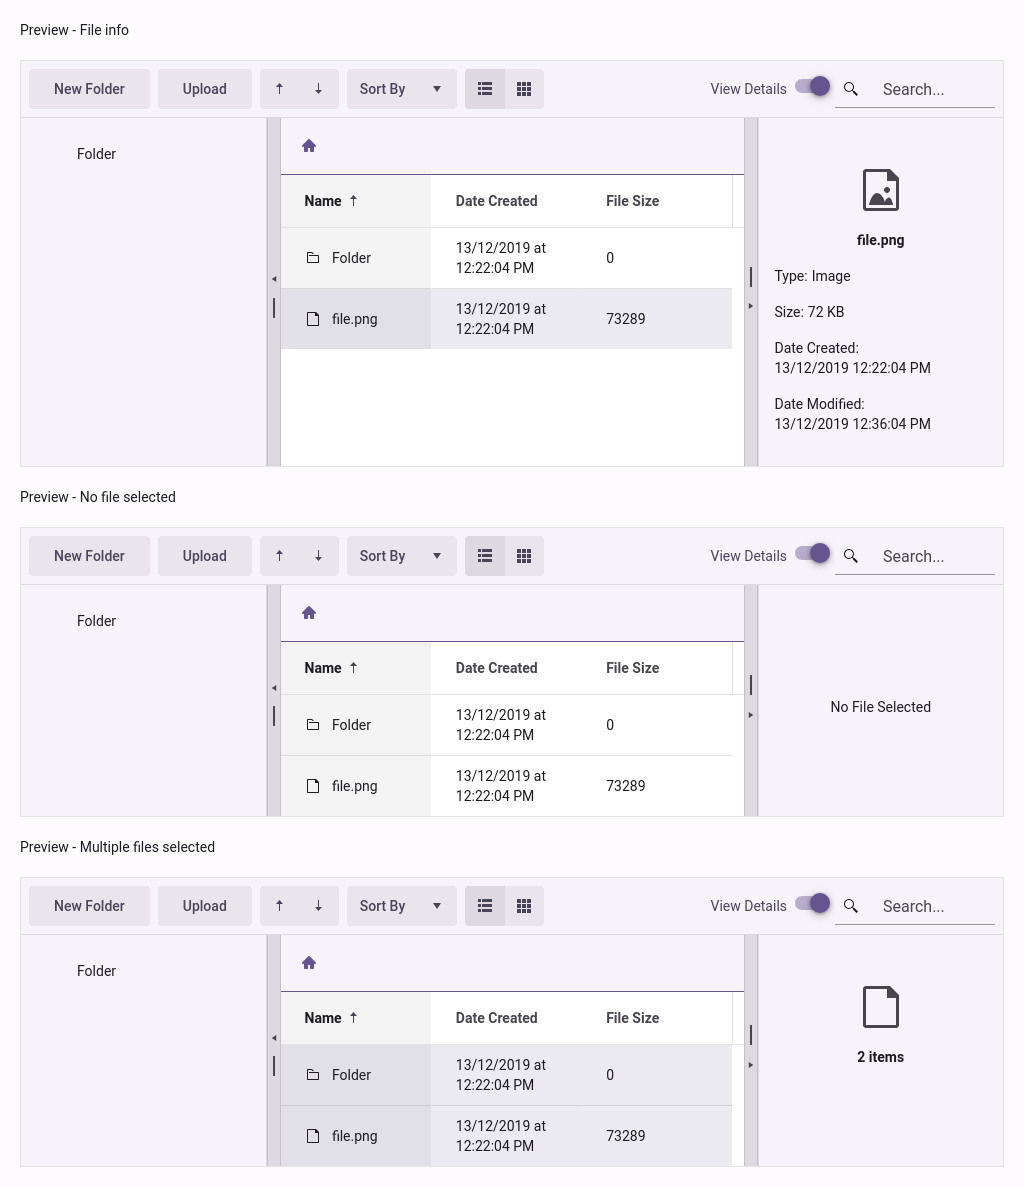 Preview - File info
New Folder Upload Sort By View Details Search...
Folder
Name Date Created File Size
Folder 13/12/2019 at 12:22:04 PM 0
file.png 13/12/2019 at 12:22:04 PM 73289
file.png
Type: Image
Size: 72 KB
Date Created:
13/12/2019 12:22:04 PM
Date Modified:
13/12/2019 12:36:04 PM
Preview - No file selected
New Folder Upload Sort By View Details Search...
Folder
Name Date Created File Size
Folder 13/12/2019 at 12:22:04 PM 0
file.png 13/12/2019 at 12:22:04 PM 73289
No File Selected
Preview - Multiple files selected
New Folder Upload Sort By View Details Search...
Folder
Name Date Created File Size
Folder 13/12/2019 at 12:22:04 PM 0
file.png 13/12/2019 at 12:22:04 PM 73289
2 items